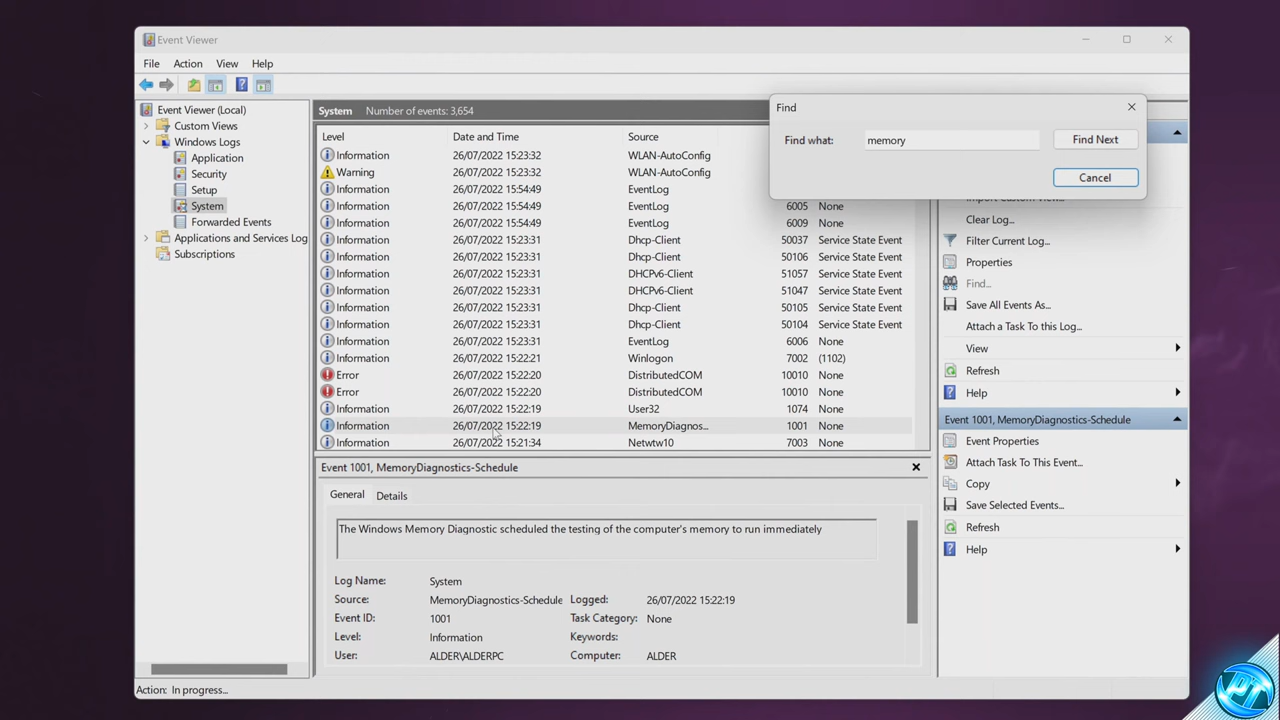 Event Viewer
File Action View Help
Event Viewer (Local)
Custom Views
Windows Logs
Application
Security
Setup
System
Forwarded Events
Applications and Services Log
Subscriptions
System Number of events: 3,654
Level Date and Time Source
Information 26/07/2022 15:23:32 WLAN-AutoConfig
Warning 26/07/2022 15:23:32 WLAN-AutoConfig
Information 26/07/2022 15:54:49 EventLog
Information 26/07/2022 15:54:49 EventLog 6005 None
Information 26/07/2022 15:54:49 EventLog 6009 None
Information 26/07/2022 15:23:31 Dhcp-Client 50037 Service State Event
Information 26/07/2022 15:23:31 Dhcp-Client 50106 Service State Event
Information 26/07/2022 15:23:31 DHCPv6-Client 51057 Service State Event
Information 26/07/2022 15:23:31 DHCPv6-Client 51047 Service State Event
Information 26/07/2022 15:23:31 Dhcp-Client 50105 Service State Event
Information 26/07/2022 15:23:31 Dhcp-Client 50104 Service State Event
Information 26/07/2022 15:23:31 EventLog 6006 None
Information 26/07/2022 15:22:21 Winlogon 7002 (1102)
Error 26/07/2022 15:22:20 DistributedCOM 10010 None
Error 26/07/2022 15:22:20 DistributedCOM 10010 None
Information 26/07/2022 15:22:19 User32 1074 None
Information 26/07/2022 15:22:19 MemoryDiagnos... 1001 None
Information 26/07/2022 15:21:34 Netwtw10 7003 None
Event 1001, MemoryDiagnostics-Schedule
General Details
The Windows Memory Diagnostic scheduled the testing of the computer's memory to run immediately
Log Name: System
Source: MemoryDiagnostics-Schedule Logged: 26/07/2022 15:22:19
Event ID: 1001 Task Category: None
Level: Information Keywords:
User: ALDER\ALDERPC Computer: ALDER
Find
Find what: memory Find Next
Cancel
Import Custom View...
Clear Log...
Filter Current Log...
Properties
Find...
Save All Events As...
Attach a Task To this Log...
View
Refresh
Help
Event 1001, MemoryDiagnostics-Schedule
Event Properties
Attach Task To This Event...
Copy
Save Selected Events...
Refresh
Help
Action: In progress...
PT